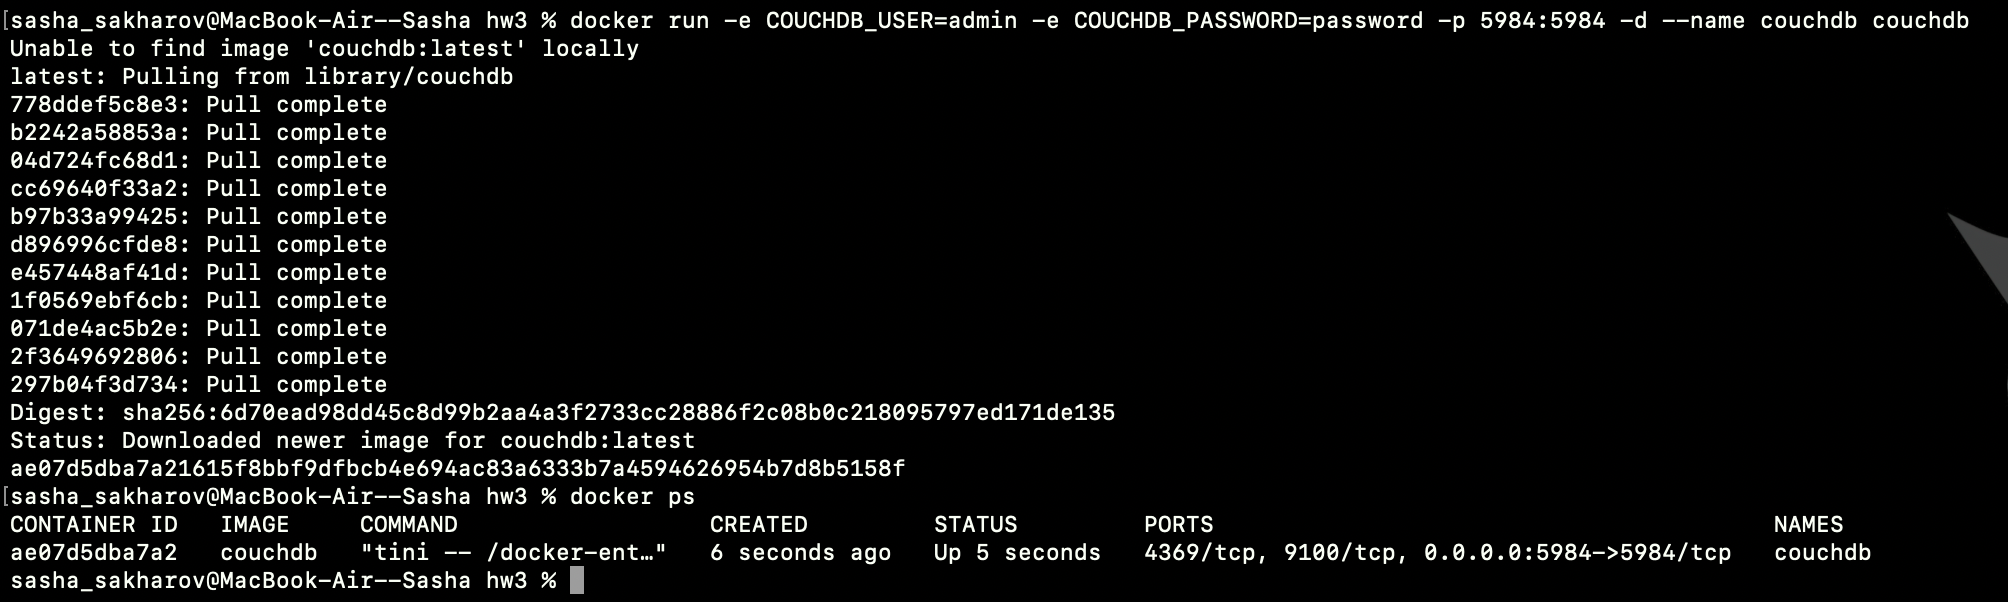 [sasha_sakharov@MacBook-Air--Sasha hw3 % docker run -e COUCHDB_USER=admin -e COUCHDB_PASSWORD=password -p 5984:5984 -d --name couchdb couchdb
Unable to find image 'couchdb:latest' locally
latest: Pulling from library/couchdb
778ddef5c8e3: Pull complete
b2242a58853a: Pull complete
04d724fc68d1: Pull complete
cc69640f33a2: Pull complete
b97b33a99425: Pull complete
d896996cfde8: Pull complete
e457448af41d: Pull complete
1f0569ebf6cb: Pull complete
071de4ac5b2e: Pull complete
2f3649692806: Pull complete
297b04f3d734: Pull complete
Digest: sha256:6d70ead98dd45c8d99b2aa4a3f2733cc28886f2c08b0c218095797ed171de135
Status: Downloaded newer image for couchdb:latest
ae07d5dba7a21615f8bbf9dfbcb4e694ac83a6333b7a4594626954b7d8b5158f
[sasha_sakharov@MacBook-Air--Sasha hw3 % docker ps
CONTAINER ID   IMAGE     COMMAND                  CREATED         STATUS         PORTS                                        NAMES
ae07d5dba7a2   couchdb   "tini -- /docker-ent…"   6 seconds ago   Up 5 seconds   4369/tcp, 9100/tcp, 0.0.0.0:5984->5984/tcp   couchdb
sasha_sakharov@MacBook-Air--Sasha hw3 %